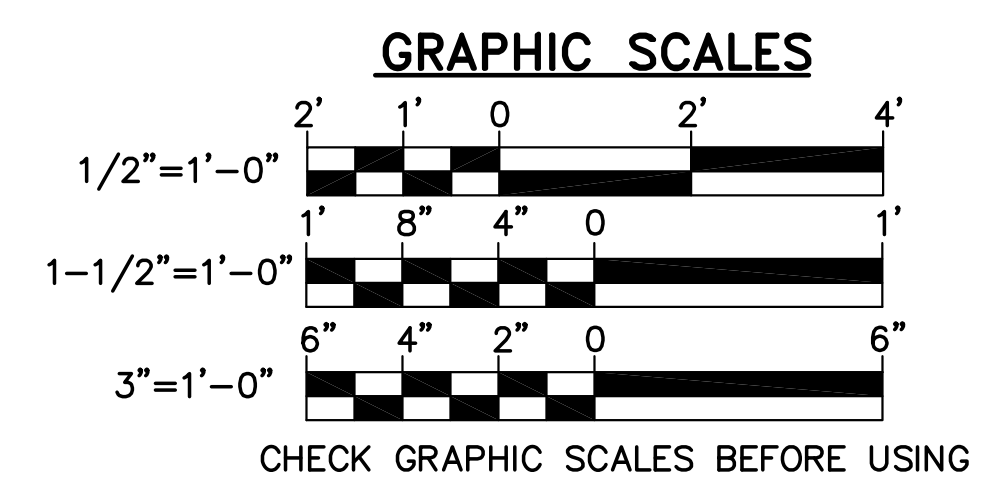 GRAPHIC SCALES
2' 1' 0 2' 4'
1/2”=1'-0”
1' 8” 4” 0 1'
1-1/2”=1'-0”
6” 4” 2” 0 6”
3”=1'-0”
CHECK GRAPHIC SCALES BEFORE USING